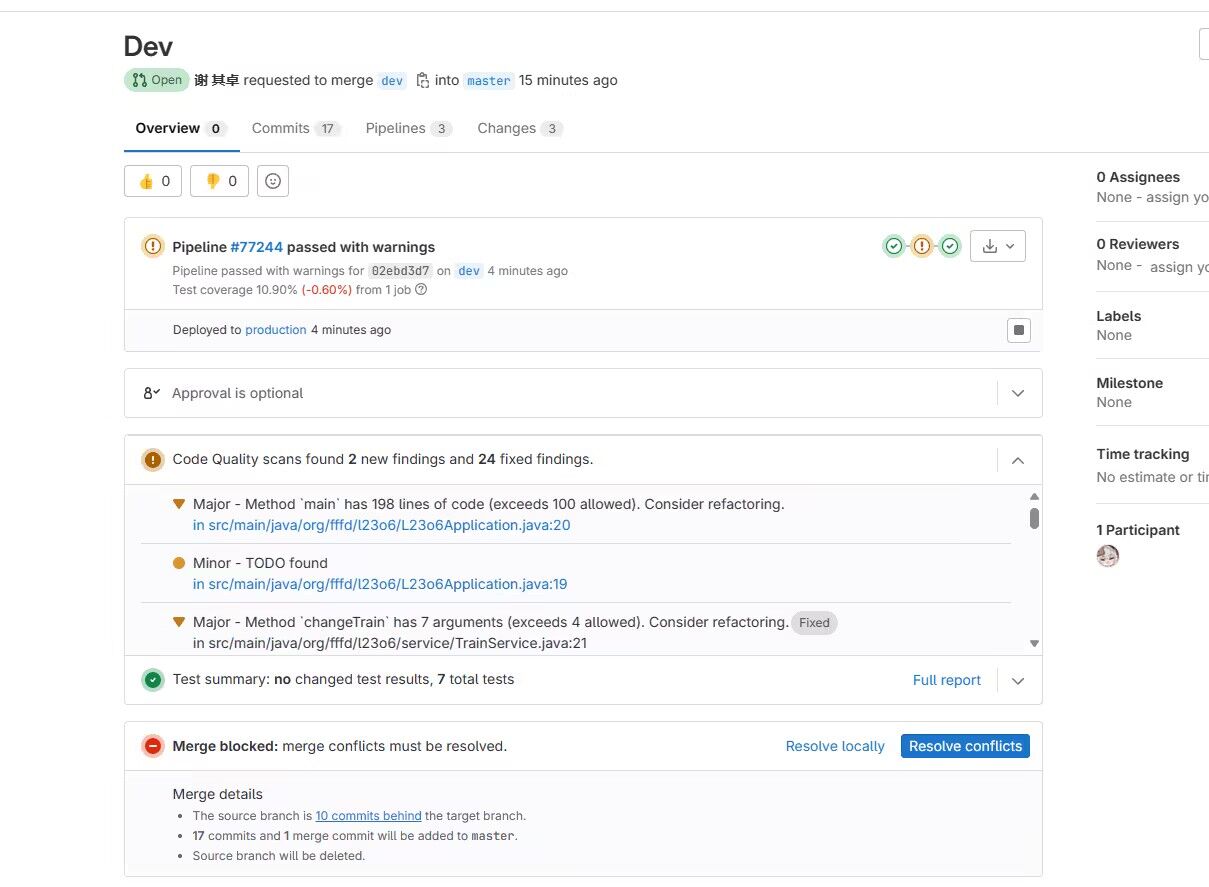 Dev
Open 谢 其卓 requested to merge dev into master 15 minutes ago
Overview 0 Commits 17 Pipelines 3 Changes 3
👍 0 👎 0
Pipeline #77244 passed with warnings
Pipeline passed with warnings for 02ebd3d7 on dev 4 minutes ago
Test coverage 10.90% (-0.60%) from 1 job
Deployed to production 4 minutes ago
Approval is optional
Code Quality scans found 2 new findings and 24 fixed findings.
Major - Method `main` has 198 lines of code (exceeds 100 allowed). Consider refactoring.
in src/main/java/org/fffd/l23o6/L23o6Application.java:20
Minor - TODO found
in src/main/java/org/fffd/l23o6/L23o6Application.java:19
Major - Method `changeTrain` has 7 arguments (exceeds 4 allowed). Consider refactoring. Fixed
in src/main/java/org/fffd/l23o6/service/TrainService.java:21
Test summary: no changed test results, 7 total tests Full report
Merge blocked: merge conflicts must be resolved. Resolve locally Resolve conflicts
Merge details
• The source branch is 10 commits behind the target branch.
• 17 commits and 1 merge commit will be added to master.
• Source branch will be deleted.
0 Assignees
None - assign yo
0 Reviewers
None - assign yo
Labels
None
Milestone
None
Time tracking
No estimate or ti
1 Participant